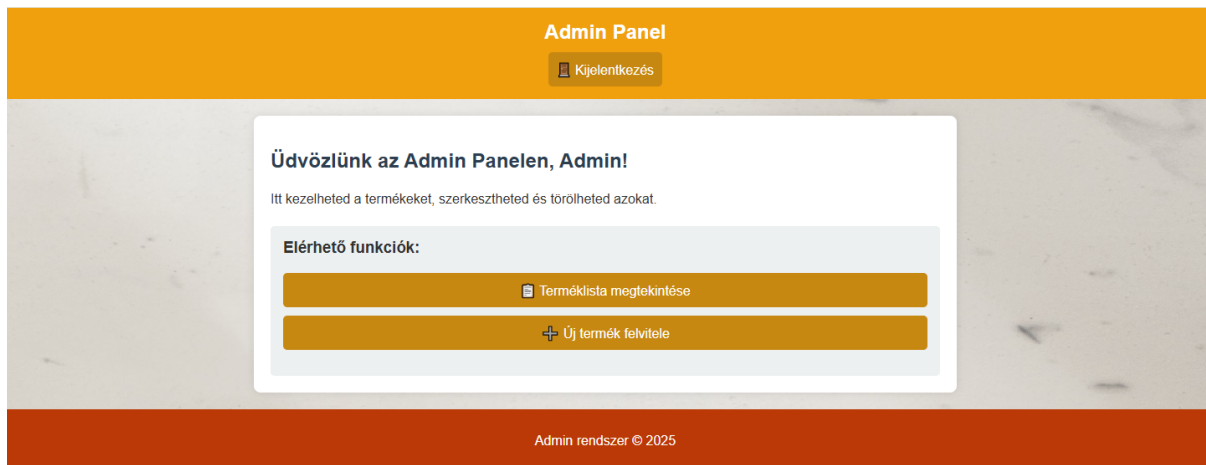 Admin Panel
Kijelentkezés
Üdvözlünk az Admin Panelen, Admin!
Itt kezelheted a termékeket, szerkesztheted és törölheted azokat.
Elérhető funkciók:
Terméklista megtekintése
Új termék felvitele
Admin rendszer © 2025